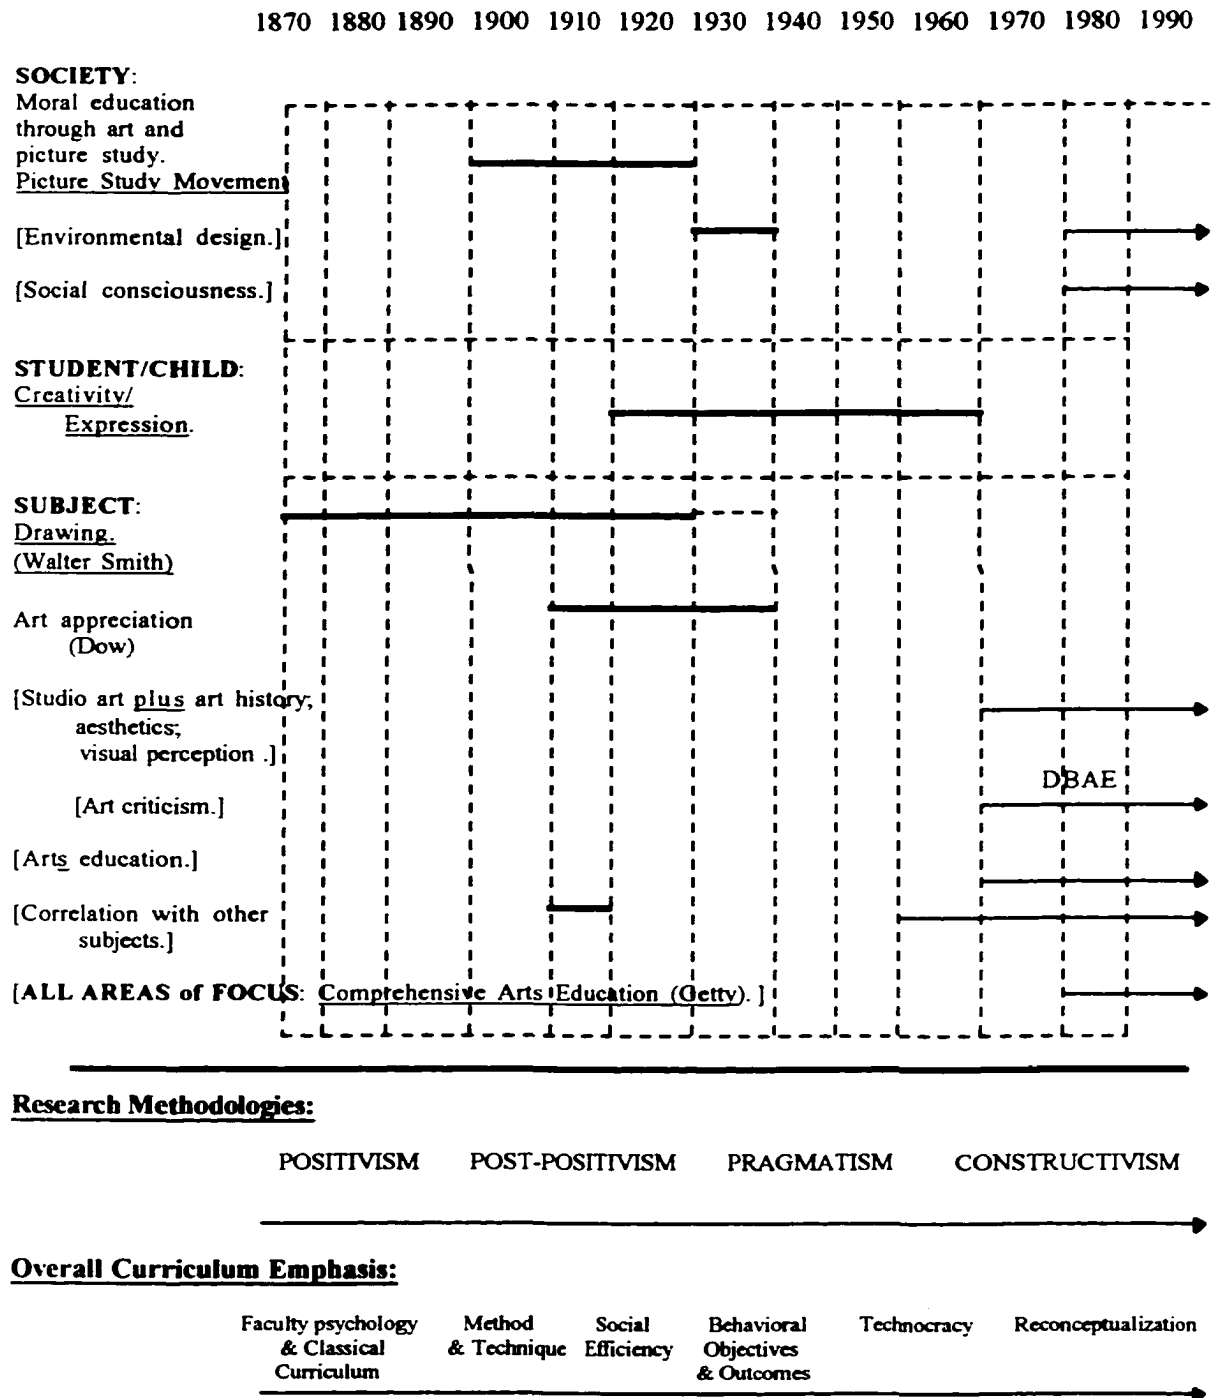 1870 1880 1890 1900 1910 1920 1930 1940 1950 1960 1970 1980 1990
SOCIETY:
Moral education
through art and
picture study.
Picture Study Movement
[Environmental design.]
[Social consciousness.]
STUDENT/CHILD:
Creativity/
Expression.
SUBJECT:
Drawing.
(Walter Smith)
Art appreciation
(Dow)
[Studio art plus art history;
aesthetics;
visual perception .]
DBAE
[Art criticism.]
[Arts education.]
[Correlation with other
subjects.]
[ALL AREAS of FOCUS: Comprehensive Arts Education (Getty). ]
Research Methodologies:
POSITIVISM POST-POSITIVISM PRAGMATISM CONSTRUCTIVISM
Overall Curriculum Emphasis:
Faculty psychology Method Social Behavioral Technocracy Reconceptualization
& Classical & Technique Efficiency Objectives
Curriculum & Outcomes